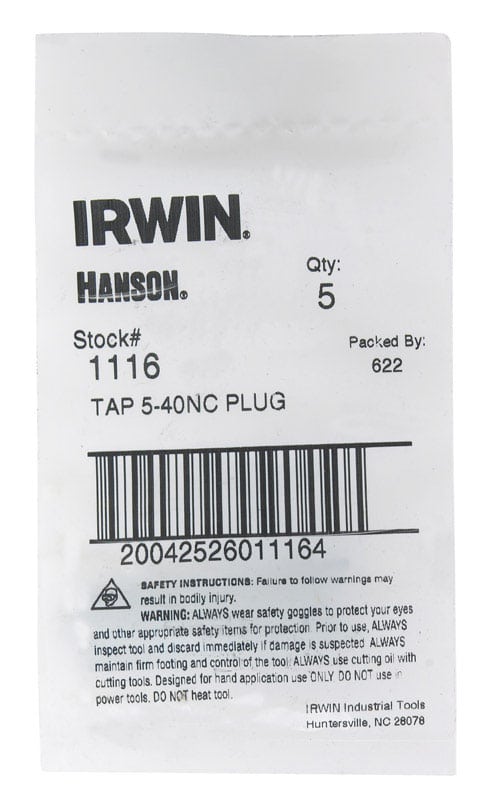 IRWIN®
HANSON®
Qty:
5
Stock#
1116
Packed By:
622
TAP 5-40NC PLUG
20042526011164
SAFETY INSTRUCTIONS: Failure to follow warnings may
result in bodily injury.
WARNING: ALWAYS wear safety goggles to protect your eyes
and other appropriate safety items for protection. Prior to use, ALWAYS
inspect tool and discard immediately if damage is suspected. ALWAYS
maintain firm footing and control of the tool. ALWAYS use cutting oil with
cutting tools. Designed for hand application use ONLY. DO NOT use in
power tools. DO NOT heat tool.
IRWIN Industrial Tools
Huntersville, NC 28078